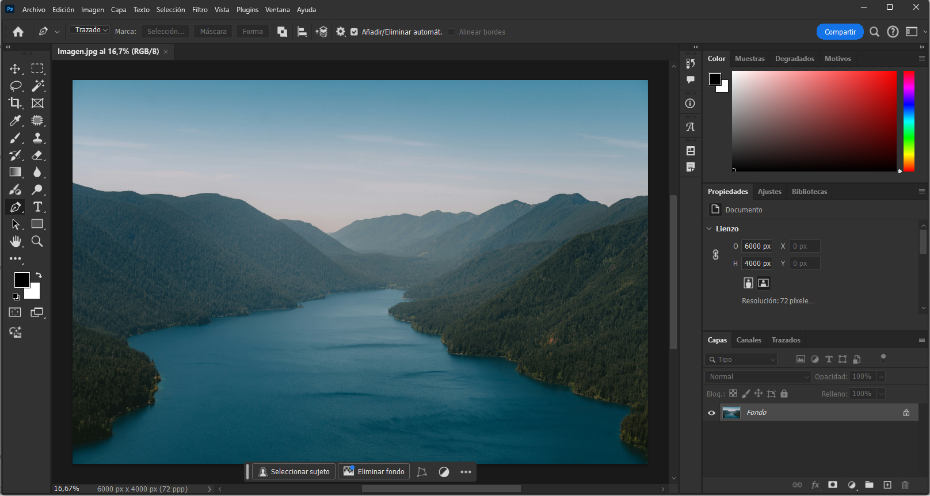 Ps Archivo Edición Imagen Capa Texto Selección Filtro Vista Plugins Ventana Ayuda
Trazado Marca: Selección... Máscara Forma Añadir/Eliminar automát. Alinear bordes Compartir
Imagen.jpg al 16,7% (RGB/8) ×
Color Muestras Degradados Motivos
Propiedades Ajustes Bibliotecas
Documento
Lienzo
O 6000 px X 0 px
H 4000 px Y 0 px
Resolución: 72 píxele...
Capas Canales Trazados
Tipo
Normal Opacidad: 100%
Bloq.: Relleno: 100%
Fondo
Seleccionar sujeto Eliminar fondo
16,67% 6000 px x 4000 px (72 ppp)
fx